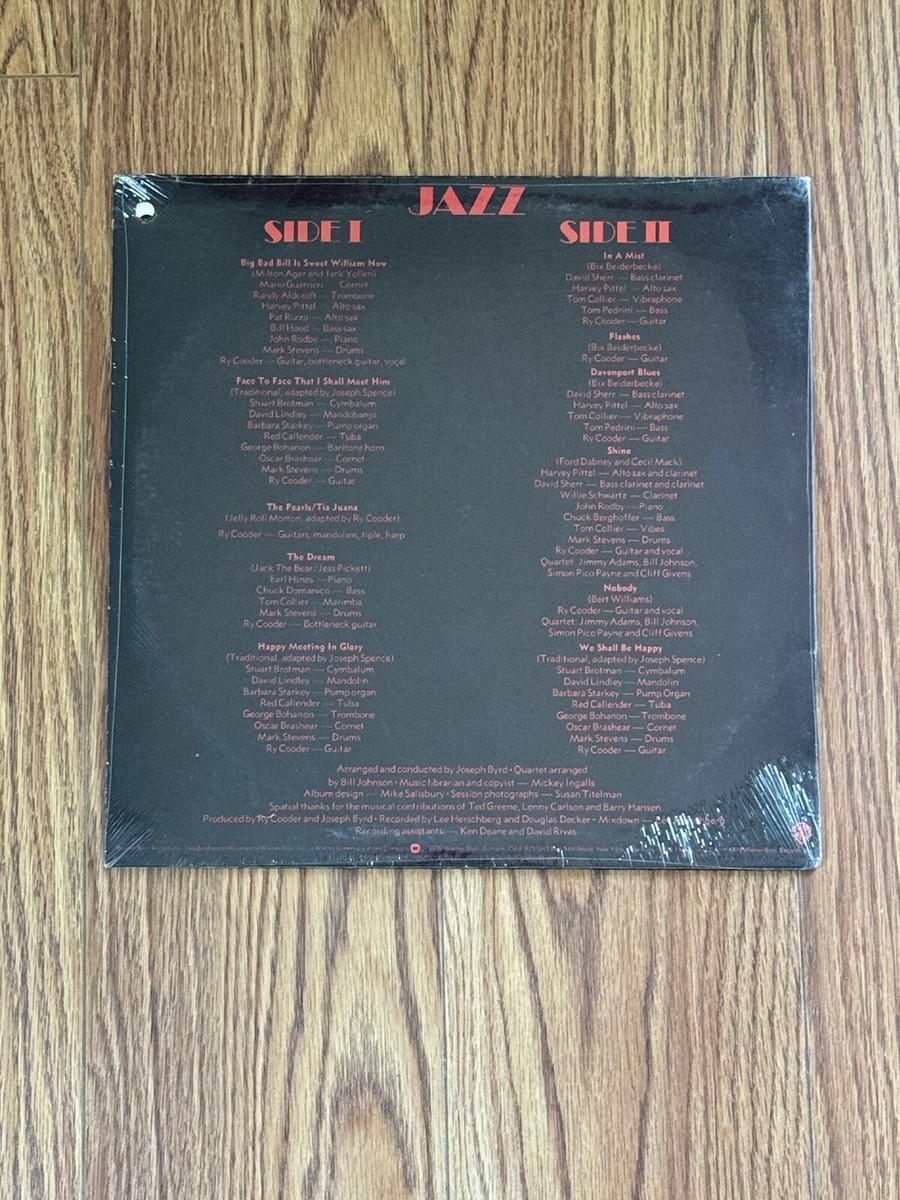 JAZZ
SIDE I
Big Bad Bill Is Sweet William Now
(Milton Ager and Jack Yellen)
Mario Guarneri — Cornet
Randy Aldcroft — Trombone
Harvey Pittel — Alto sax
Pat Rizzo — Alto sax
Bill Hood — Bass sax
John Rodby — Piano
Mark Stevens — Drums
Ry Cooder — Guitar, bottleneck guitar, vocal
Face To Face That I Shall Meet Him
(Traditional, adapted by Joseph Spence)
Stuart Brotman — Cymbalum
David Lindley — Mandobanjo
Barbara Starkey — Pump organ
Red Callender — Tuba
George Bohanon — Baritone horn
Oscar Brashear — Cornet
Mark Stevens — Drums
Ry Cooder — Guitar
The Pearls/Tia Juana
(Jelly Roll Morton, adapted by Ry Cooder)
Ry Cooder — Guitars, mandolins, tiple, harp
The Dream
(Jack The Bear/Jess Pickett)
Earl Hines — Piano
Chuck Domanico — Bass
Tom Collier — Marimba
Mark Stevens — Drums
Ry Cooder — Bottleneck guitar
Happy Meeting In Glory
(Traditional, adapted by Joseph Spence)
Stuart Brotman — Cymbalum
David Lindley — Mandolin
Barbara Starkey — Pump organ
Red Callender — Tuba
George Bohanon — Trombone
Oscar Brashear — Cornet
Mark Stevens — Drums
Ry Cooder — Guitar
SIDE II
In A Mist
(Bix Beiderbecke)
David Sherr — Bass clarinet
Harvey Pittel — Alto sax
Tom Collier — Vibraphone
Tom Pedrini — Bass
Ry Cooder — Guitar
Flashes
(Bix Beiderbecke)
Ry Cooder — Guitar
Davenport Blues
(Bix Beiderbecke)
David Sherr — Bass clarinet
Harvey Pittel — Alto sax
Tom Collier — Vibraphone
Tom Pedrini — Bass
Ry Cooder — Guitar
Shine
(Ford Dabney and Cecil Mack)
Harvey Pittel — Alto sax and clarinet
David Sherr — Bass clarinet and clarinet
Willie Schwartz — Clarinet
John Rodby — Piano
Chuck Berghoffer — Bass
Tom Collier — Vibes
Mark Stevens — Drums
Ry Cooder — Guitar and vocal
Quartet: Jimmy Adams, Bill Johnson,
Simon Pico Payne and Cliff Givens
Nobody
(Bert Williams)
Ry Cooder — Guitar and vocal
Quartet: Jimmy Adams, Bill Johnson,
Simon Pico Payne and Cliff Givens
We Shall Be Happy
(Traditional, adapted by Joseph Spence)
Stuart Brotman — Cymbalum
David Lindley — Mandolin
Barbara Starkey — Pump Organ
Red Callender — Tuba
George Bohanon — Trombone
Oscar Brashear — Cornet
Mark Stevens — Drums
Ry Cooder — Guitar
Arranged and conducted by Joseph Byrd • Quartet arranged
by Bill Johnson • Music librarian and copyist — Mickey Ingalls
Album design — Mike Salisbury • Session photographs — Susan Titelman
Spatial thanks for the musical contributions of Ted Greene, Lenny Carlson and Barry Hansen
Produced by Ry Cooder and Joseph Byrd • Recorded by Lee Herschberg and Douglas Decker • Mixdown —
Recording assistants — Ken Deane and David Rivas